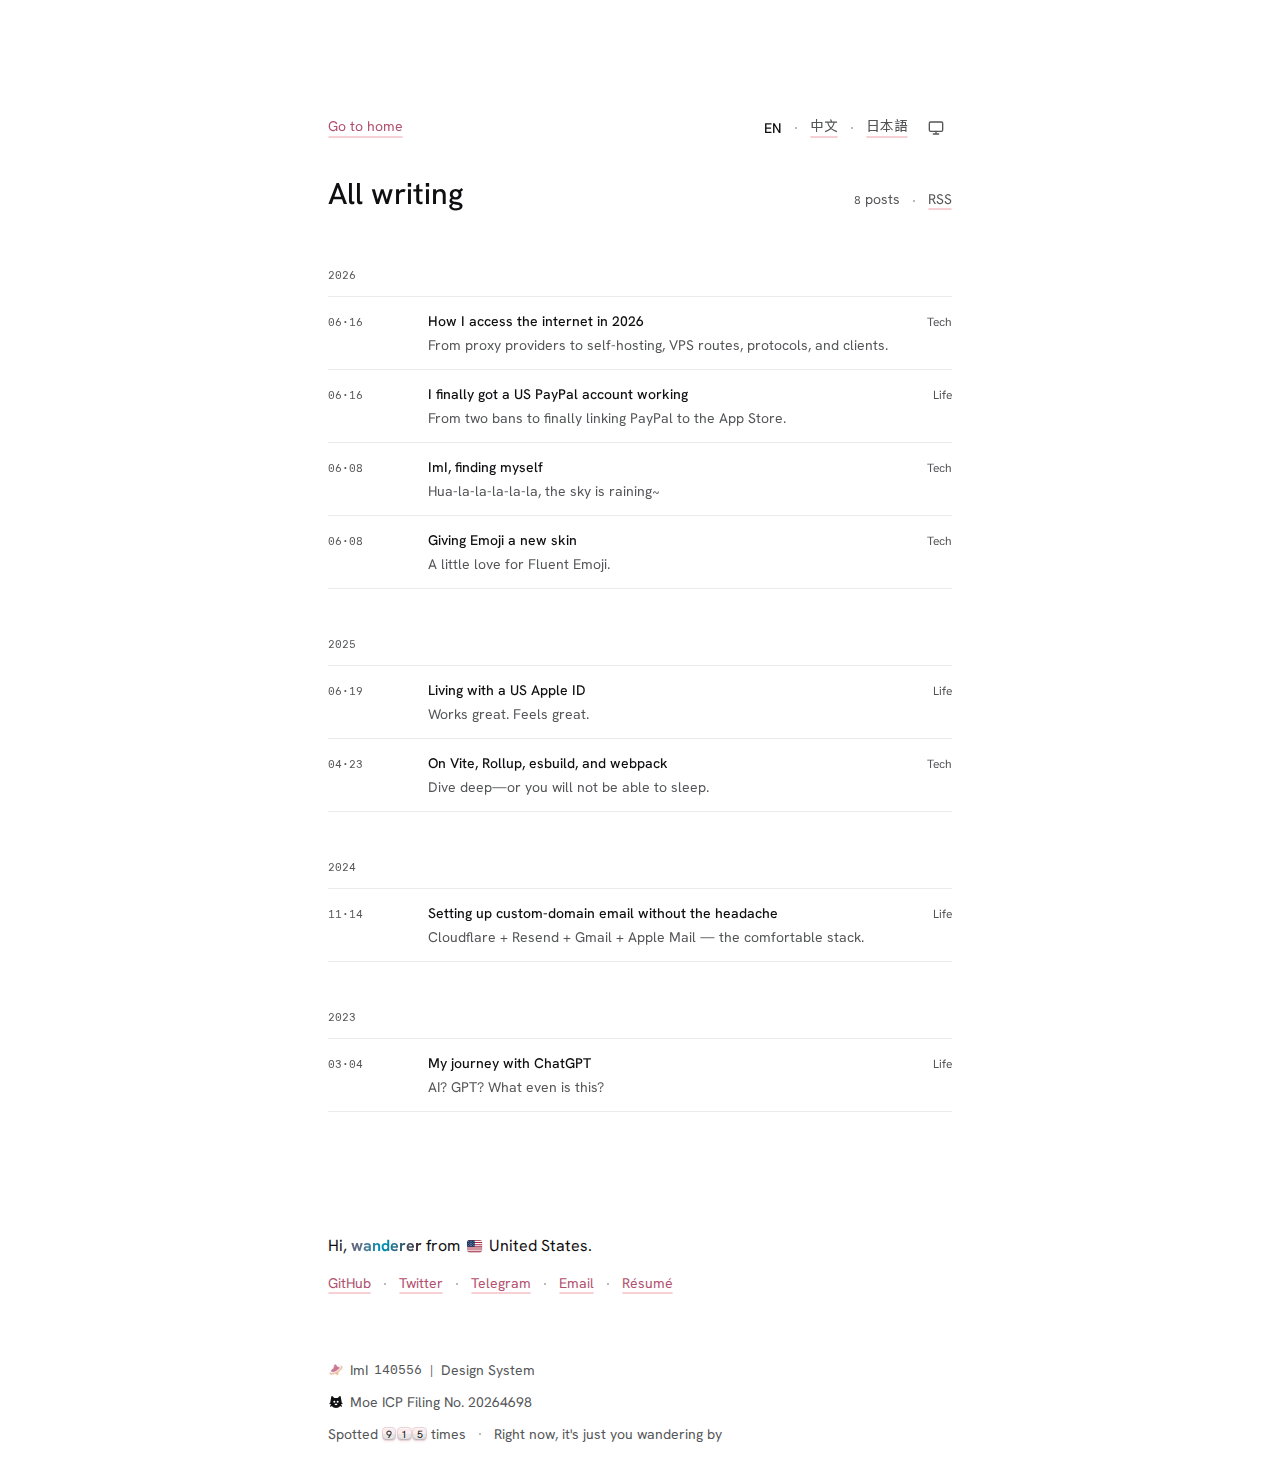 Go to home
EN · 中文 · 日本語
All writing
8 posts · RSS
2026
06·16 How I access the internet in 2026 Tech
From proxy providers to self-hosting, VPS routes, protocols, and clients.
06·16 I finally got a US PayPal account working Life
From two bans to finally linking PayPal to the App Store.
06·08 ImI, finding myself Tech
Hua-la-la-la-la-la, the sky is raining~
06·08 Giving Emoji a new skin Tech
A little love for Fluent Emoji.
2025
06·19 Living with a US Apple ID Life
Works great. Feels great.
04·23 On Vite, Rollup, esbuild, and webpack Tech
Dive deep—or you will not be able to sleep.
2024
11·14 Setting up custom-domain email without the headache Life
Cloudflare + Resend + Gmail + Apple Mail — the comfortable stack.
2023
03·04 My journey with ChatGPT Life
AI? GPT? What even is this?
Hi, wanderer from 🇺🇸 United States.
GitHub · Twitter · Telegram · Email · Résumé
ImI 140556 | Design System
Moe ICP Filing No. 20264698
Spotted 915 times · Right now, it's just you wandering by